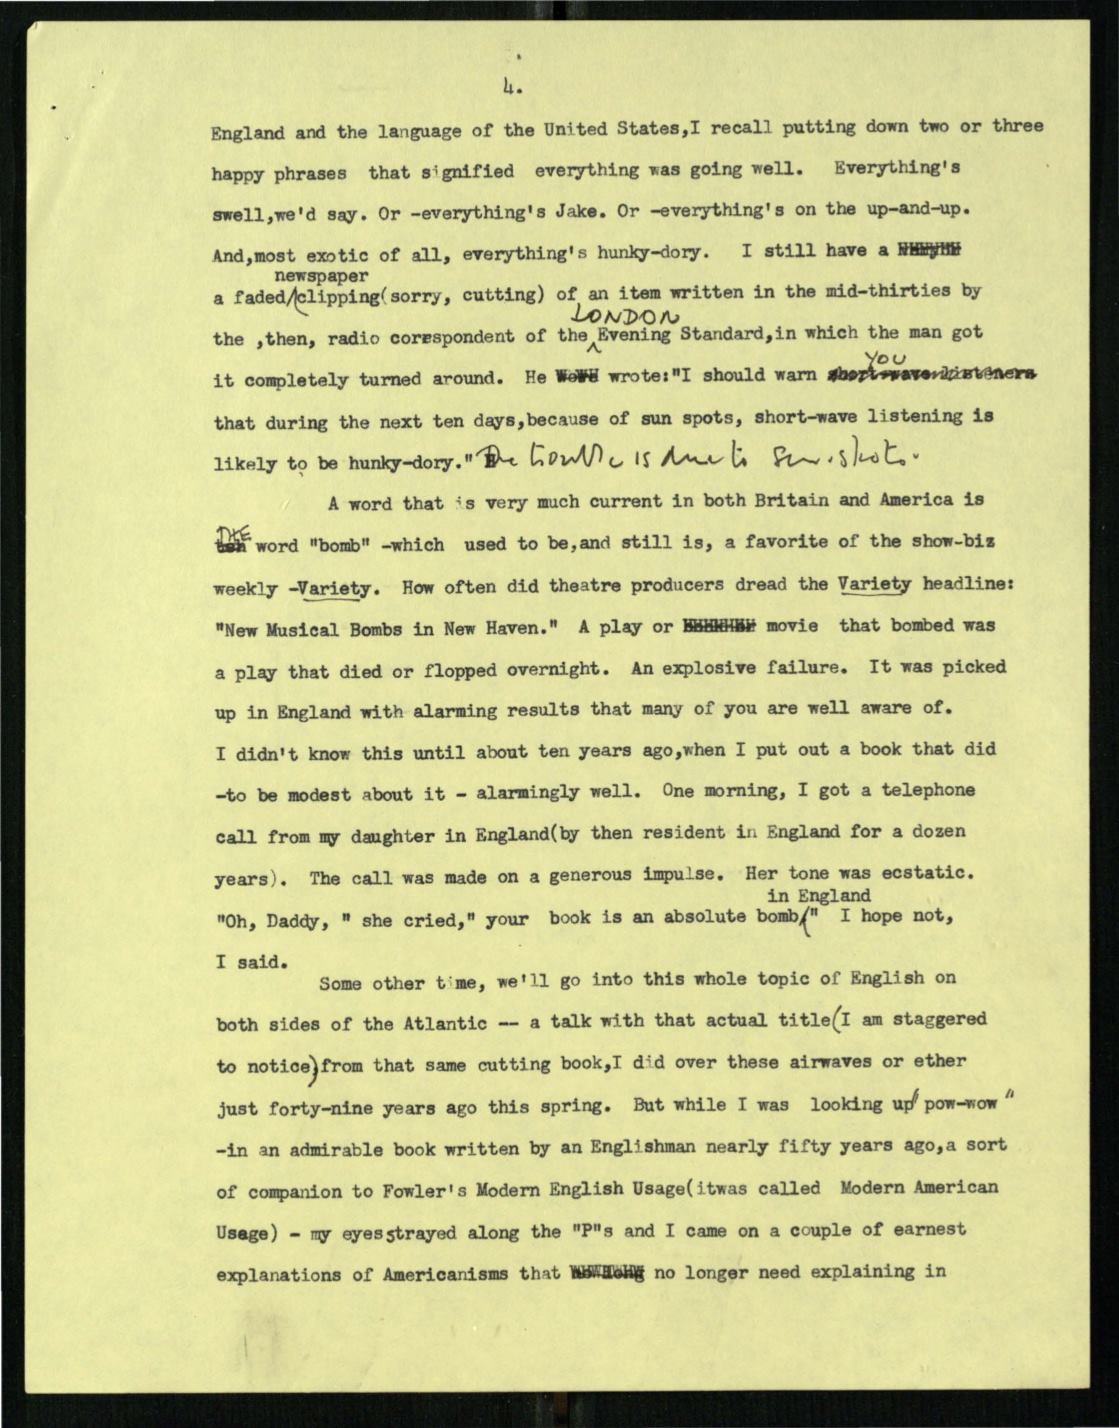 4.
England and the language of the United States,I recall putting down two or three
happy phrases that signified everything was going well. Everything's
swell,we'd say. Or -everything's Jake. Or -everything's on the up-and-up.
And,most exotic of all, everything's hunky-dory. I still have a
newspaper
a faded/clipping(sorry, cutting) of an item written in the mid-thirties by
LONDON
the ,then, radio correspondent of the Evening Standard,in which the man got
YOU
it completely turned around. He wrote:"I should warn short-wave listeners
that during the next ten days,because of sun spots, short-wave listening is
likely to be hunky-dory." The trouble is due to sun-spots.
A word that is very much current in both Britain and America is
THE
teh word "bomb" -which used to be,and still is, a favorite of the show-biz
weekly -Variety. How often did theatre producers dread the Variety headline:
"New Musical Bombs in New Haven." A play or movie that bombed was
a play that died or flopped overnight. An explosive failure. It was picked
up in England with alarming results that many of you are well aware of.
I didn't know this until about ten years ago,when I put out a book that did
-to be modest about it - alarmingly well. One morning, I got a telephone
call from my daughter in England(by then resident in England for a dozen
years). The call was made on a generous impulse. Her tone was ecstatic.
in England
"Oh, Daddy, " she cried," your book is an absolute bomb/" I hope not,
I said.
Some other time, we'll go into this whole topic of English on
both sides of the Atlantic -- a talk with that actual title(I am staggered
to notice)from that same cutting book,I did over these airwaves or ether
just forty-nine years ago this spring. But while I was looking up" pow-wow "
-in an admirable book written by an Englishman nearly fifty years ago,a sort
of companion to Fowler's Modern English Usage(itwas called Modern American
Usage) - my eyes strayed along the "P"s and I came on a couple of earnest
explanations of Americanisms that no longer need explaining in